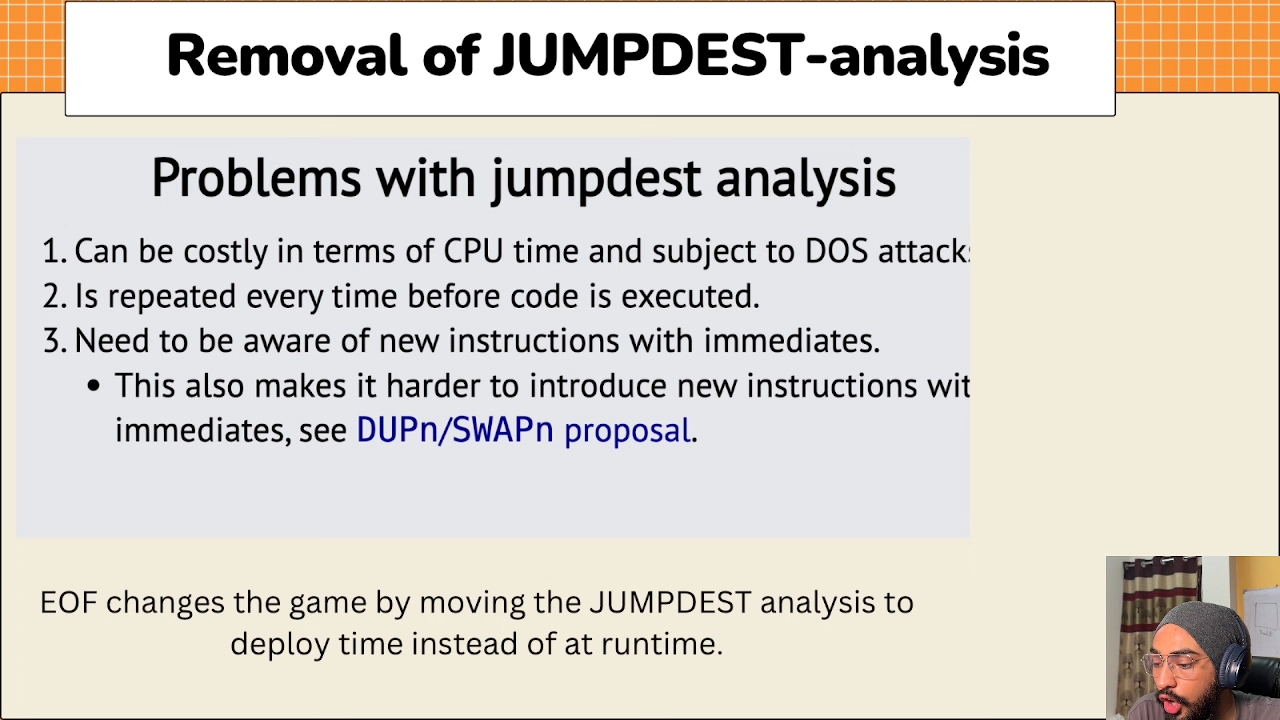 Removal of JUMPDEST-analysis
Problems with jumpdest analysis
1. Can be costly in terms of CPU time and subject to DOS attacks
2. Is repeated every time before code is executed.
3. Need to be aware of new instructions with immediates.
• This also makes it harder to introduce new instructions wit
immediates, see DUPn/SWAPn proposal.
EOF changes the game by moving the JUMPDEST analysis to
deploy time instead of at runtime.